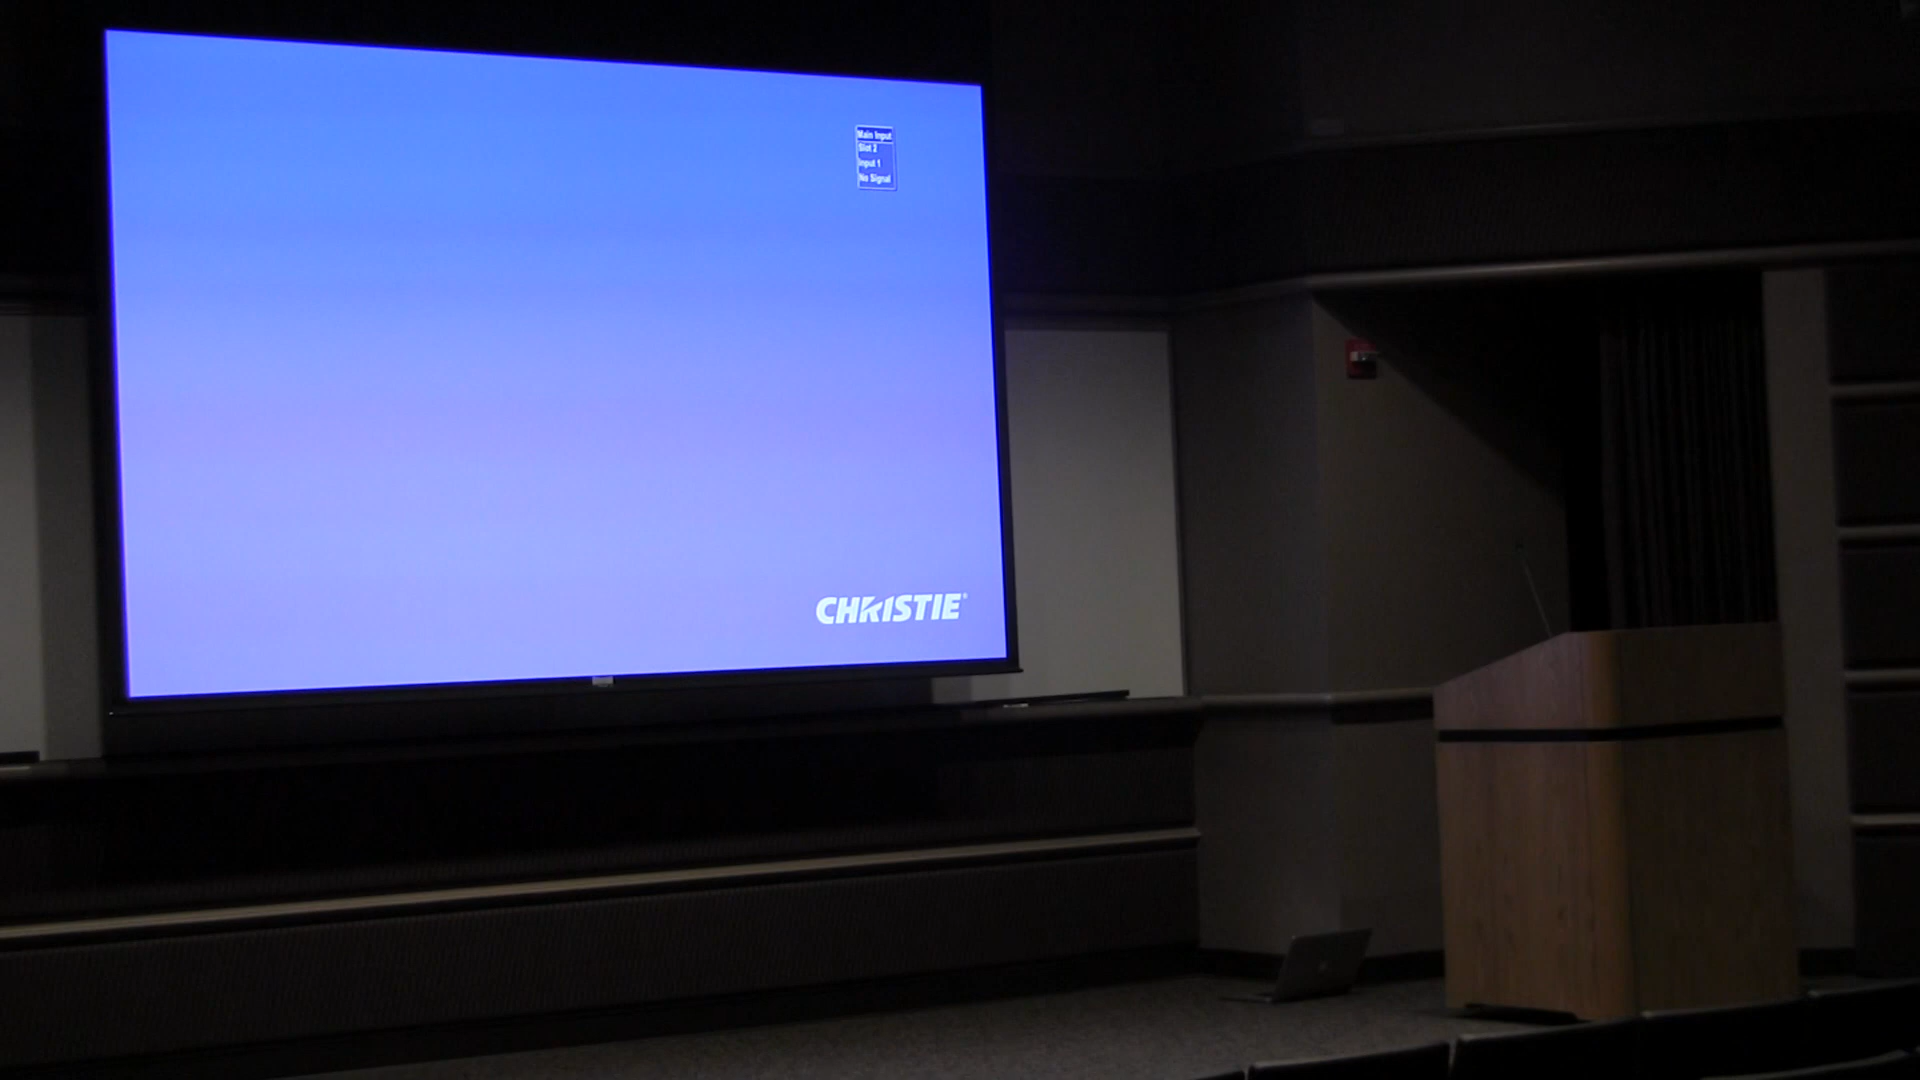 Main Input
Slot 2
Input 1
No Signal
CHRISTIE®